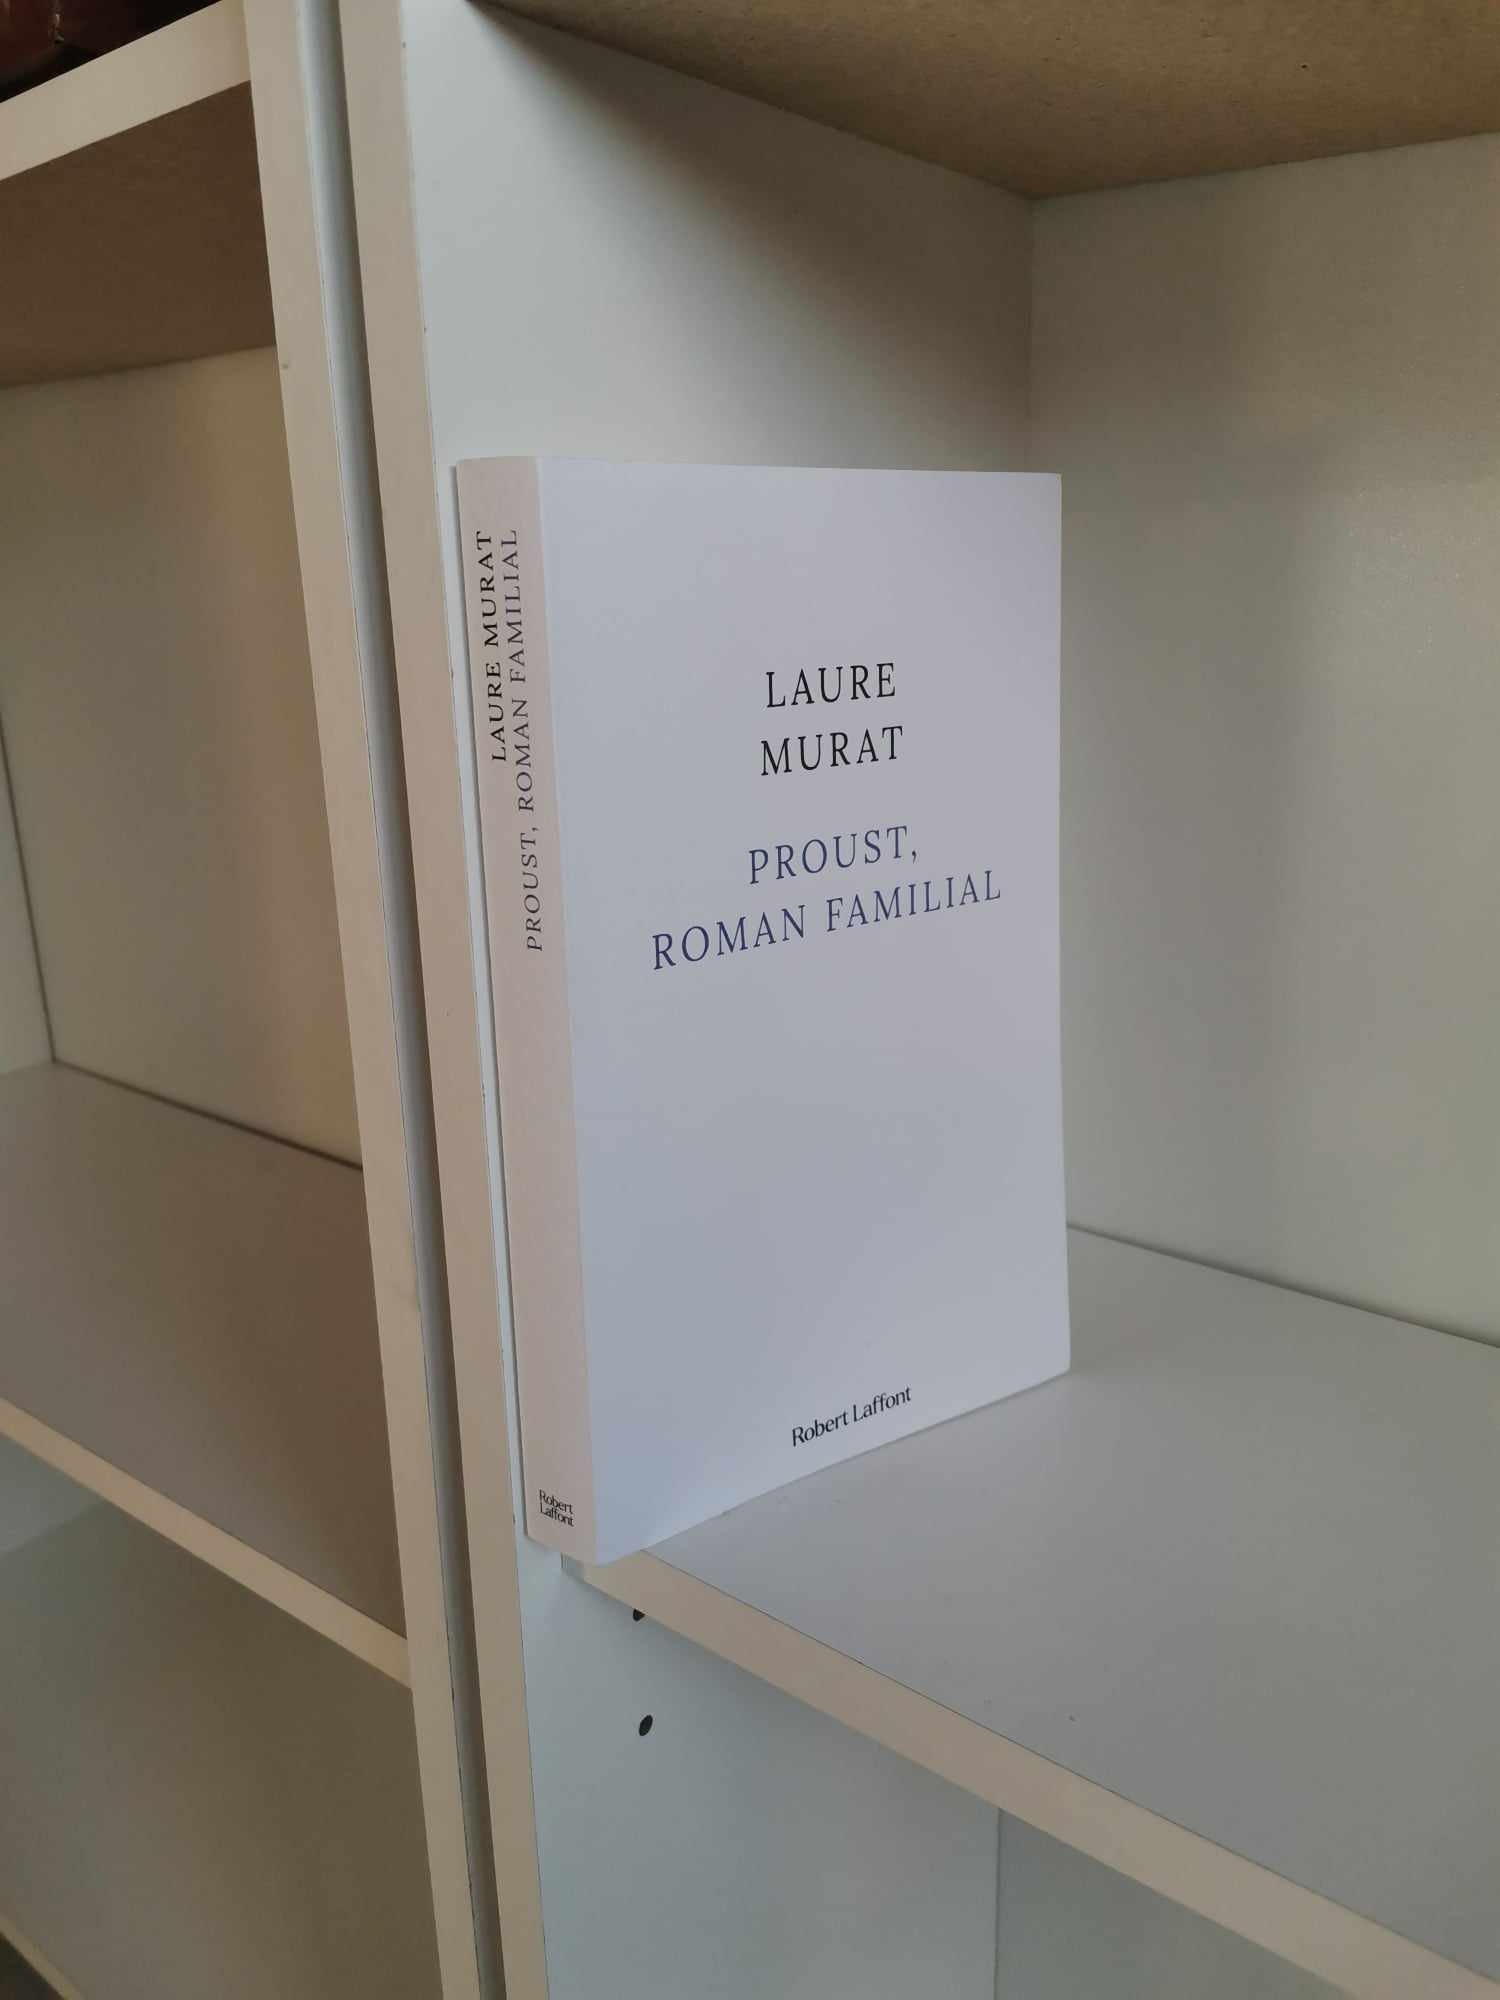 LAURE MURAT
PROUST, ROMAN FAMILIAL
Robert
Laffont
LAURE
MURAT
PROUST,
ROMAN FAMILIAL
Robert Laffont